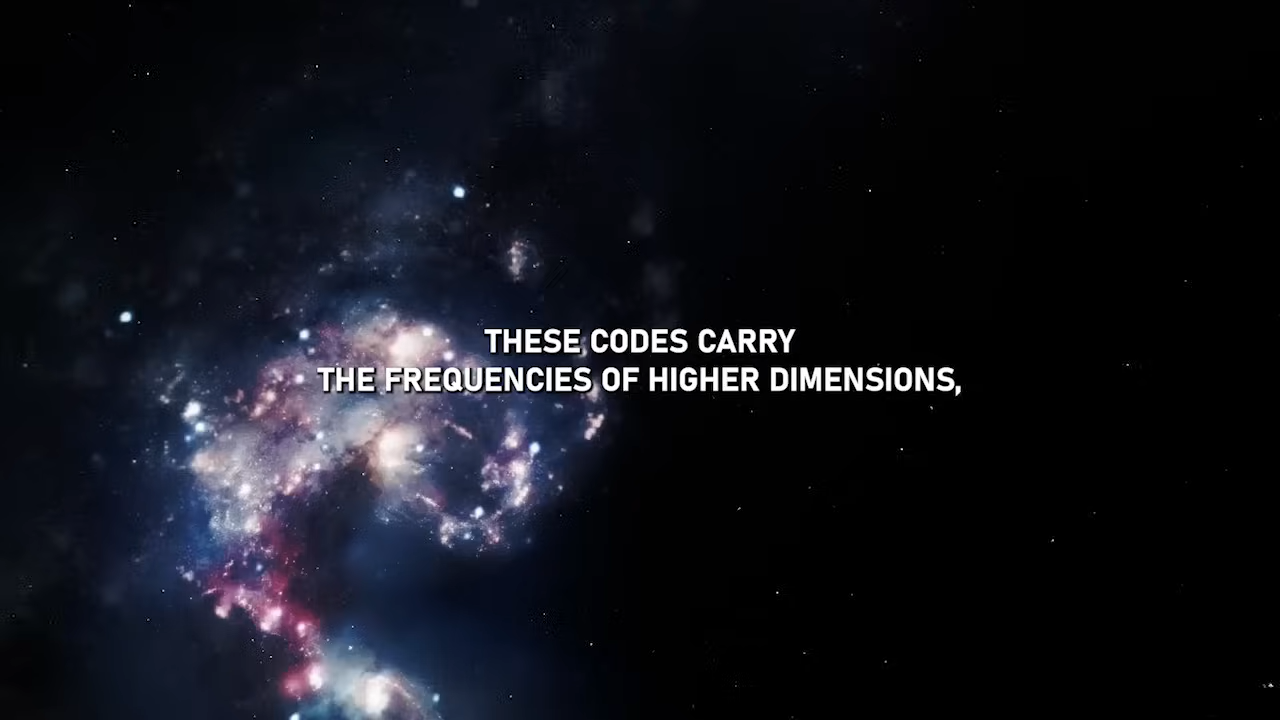 THESE CODES CARRY
THE FREQUENCIES OF HIGHER DIMENSIONS,